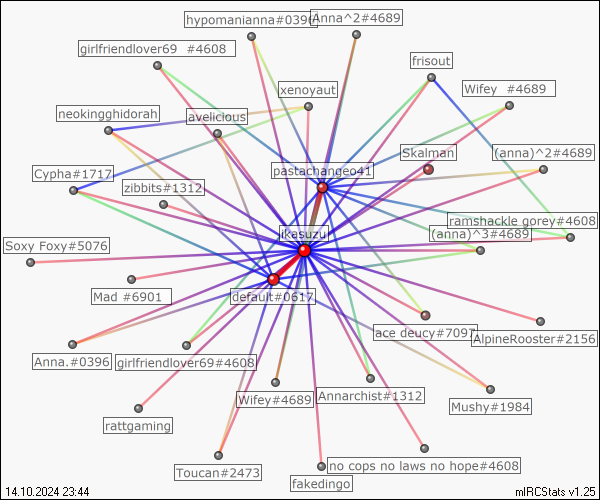 hypomanianna#0396
Anna^2#4689
girlfriendlover69 #4608
frisout
xenoyaut
Wifey #4689
neokingghidorah
avelicious
Skalman
(anna)^2#4689
pastachangeo41
Cypha#1717
zibbits#1312
ramshackle gorey#4608
ikasuzu
(anna)^3#4689
Soxy Foxy#5076
Mad #6901
default#0617
ace deucy#7097
AlpineRooster#2156
Anna.#0396
girlfriendlover69#4608
Wifey#4689
Annarchist#1312
Mushy#1984
rattgaming
Toucan#2473
no cops no laws no hope#4608
fakedingo
14.10.2024 23:44
mIRCStats v1.25